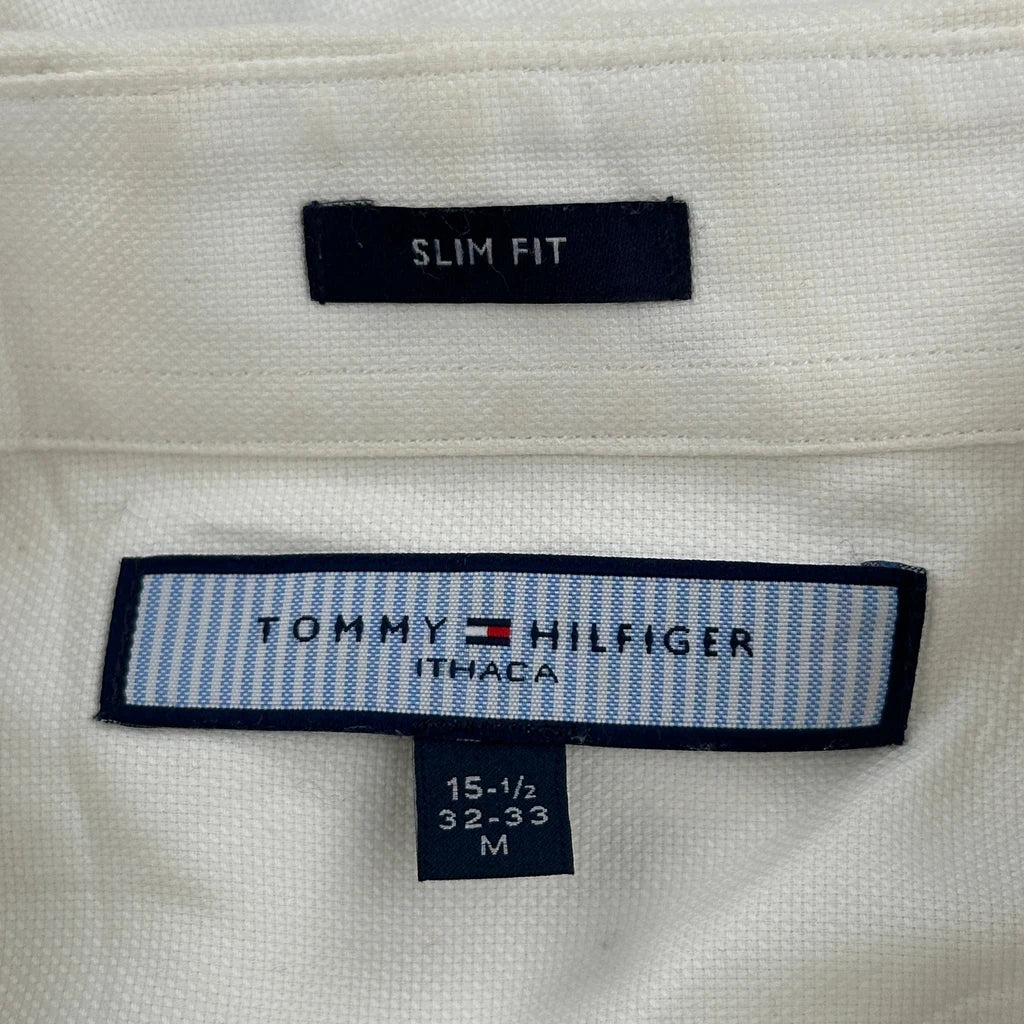 SLIM FIT
TOMMY HILFIGER
ITHACA
15-1/2
32-33
M